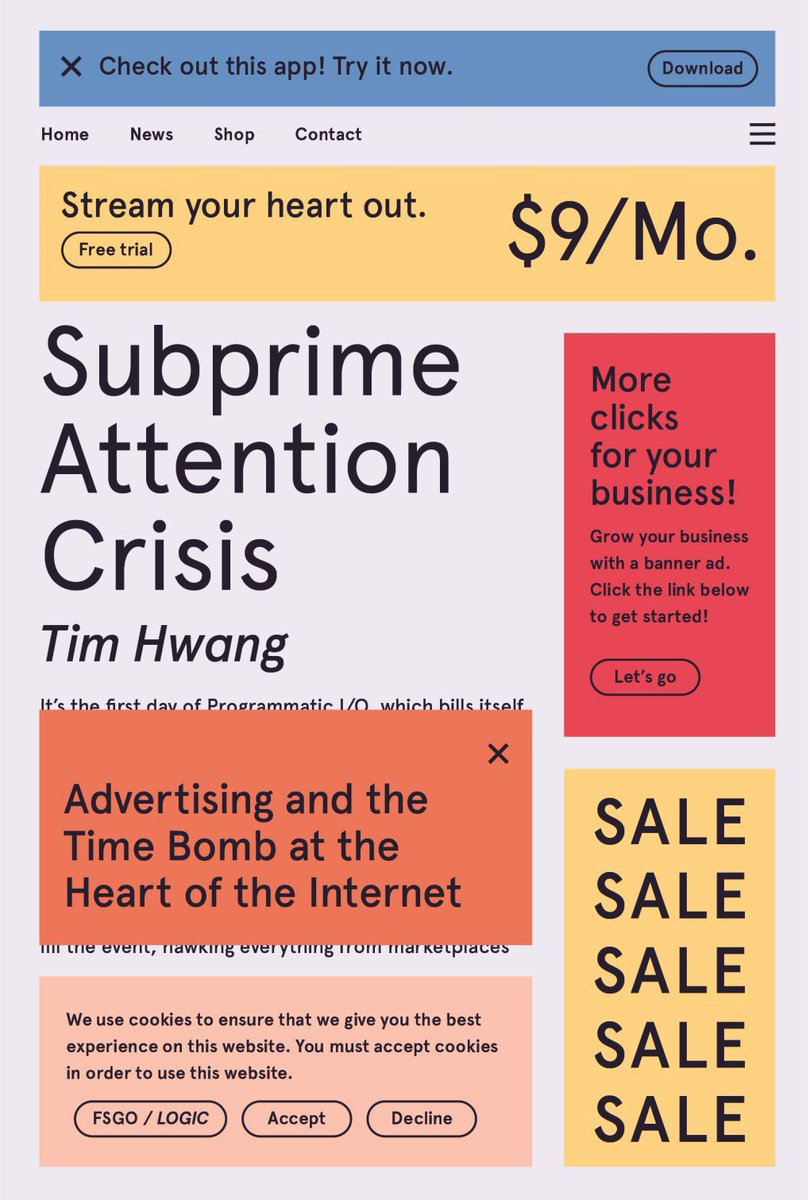 Check out this app! Try it now.
Download
Home News Shop Contact
Stream your heart out.
Free trial
$9/Mo.
Subprime
Attention
Crisis
Tim Hwang
It's the first day of Programmatic I/O, which bills itself
Advertising and the
Time Bomb at the
Heart of the Internet
fill the event, hawking everything from marketplaces
We use cookies to ensure that we give you the best
experience on this website. You must accept cookies
in order to use this website.
FSGO / LOGIC
Accept
Decline
More
clicks
for your
business!
Grow your business
with a banner ad.
Click the link below
to get started!
Let's go
SALE
SALE
SALE
SALE
SALE